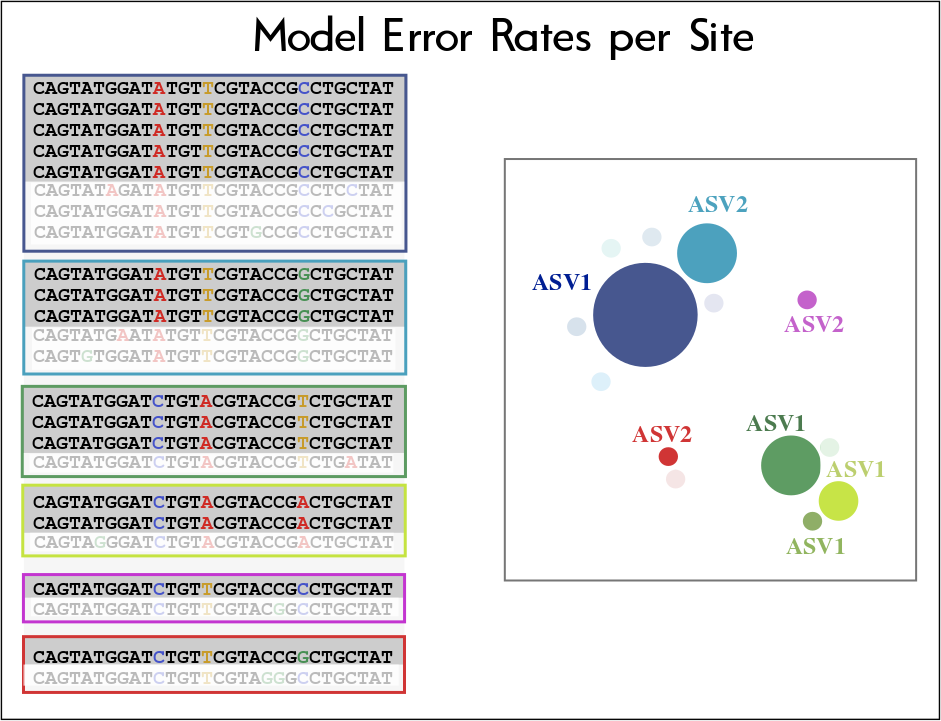 Model Error Rates per Site
CAGTATGGATATGTTCGTACCGCCTGCTAT
CAGTATGGATATGTTCGTACCGCCTGCTAT
CAGTATGGATATGTTCGTACCGCCTGCTAT
CAGTATGGATATGTTCGTACCGCCTGCTAT
CAGTATGGATATGTTCGTACCGCCTGCTAT
CAGTATAGATATGTTCGTACCGCCTCCTAT
CAGTATGGATATGTTCGTACCGCCCGCTAT
CAGTATGGATATGTTCGTGCCGCCTGCTAT
CAGTATGGATATGTTCGTACCGGCTGCTAT
CAGTATGGATATGTTCGTACCGGCTGCTAT
CAGTATGGATATGTTCGTACCGGCTGCTAT
CAGTATGAATATGTTCGTACCGGCTGCTAT
CAGTGTGGATATGTTCGTACCGGCTGCTAT
CAGTATGGATCTGTACGTACCGTCTGCTAT
CAGTATGGATCTGTACGTACCGTCTGCTAT
CAGTATGGATCTGTACGTACCGTCTGCTAT
CAGTATGGATCTGTACGTACCGTCTGATAT
CAGTATGGATCTGTACGTACCGACTGCTAT
CAGTATGGATCTGTACGTACCGACTGCTAT
CAGTAGGGATCTGTACGTACCGACTGCTAT
CAGTATGGATCTGTTCGTACCGCCTGCTAT
CAGTATGGATCTGTTCGTACGGCCTGCTAT
CAGTATGGATCTGTTCGTACCGGCTGCTAT
CAGTATGGATCTGTTCGTAGGGCCTGCTAT
ASV2
ASV1
ASV2
ASV2
ASV1
ASV1
ASV1